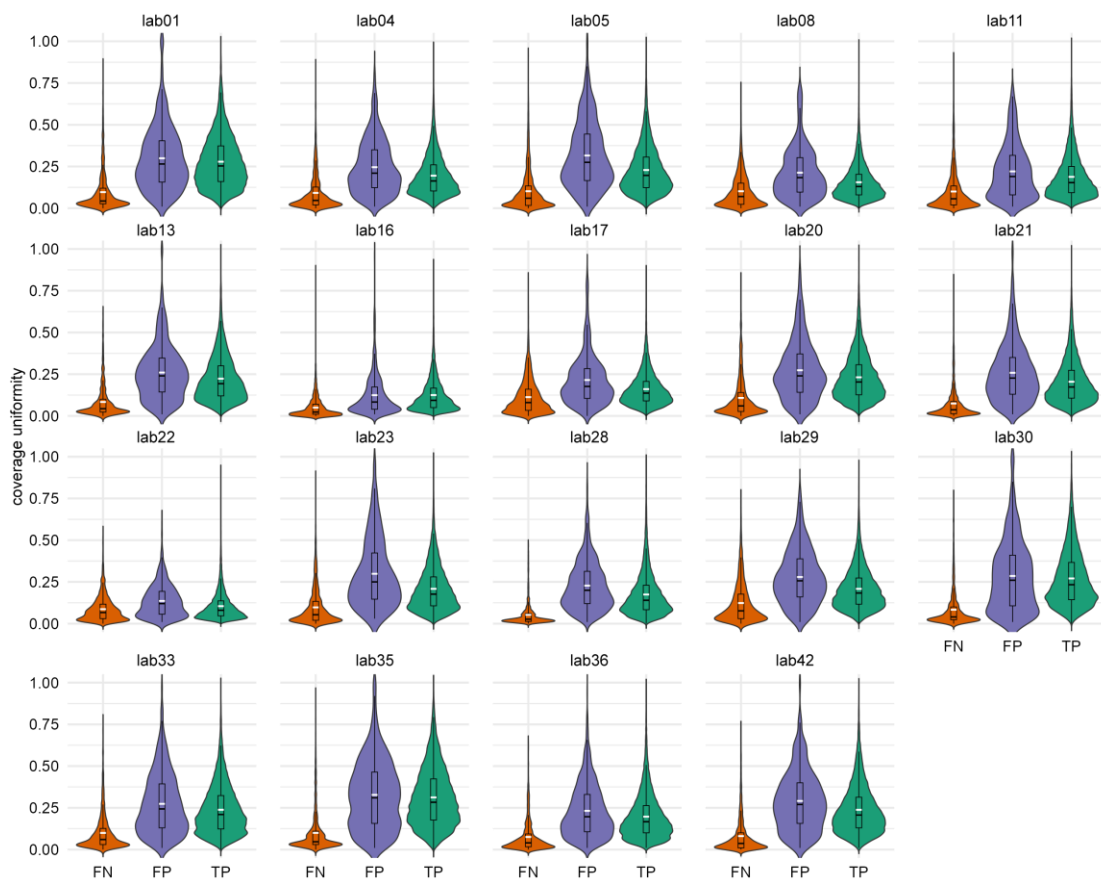 lab01 lab04 lab05 lab08 lab11
1.00
0.75
0.50
0.25
0.00
lab13 lab16 lab17 lab20 lab21
1.00
0.75
0.50
0.25
0.00
coverage uniformity
lab22 lab23 lab28 lab29 lab30
1.00
0.75
0.50
0.25
0.00
FN FP TP
lab33 lab35 lab36 lab42
1.00
0.75
0.50
0.25
0.00
FN FP TP FN FP TP FN FP TP FN FP TP